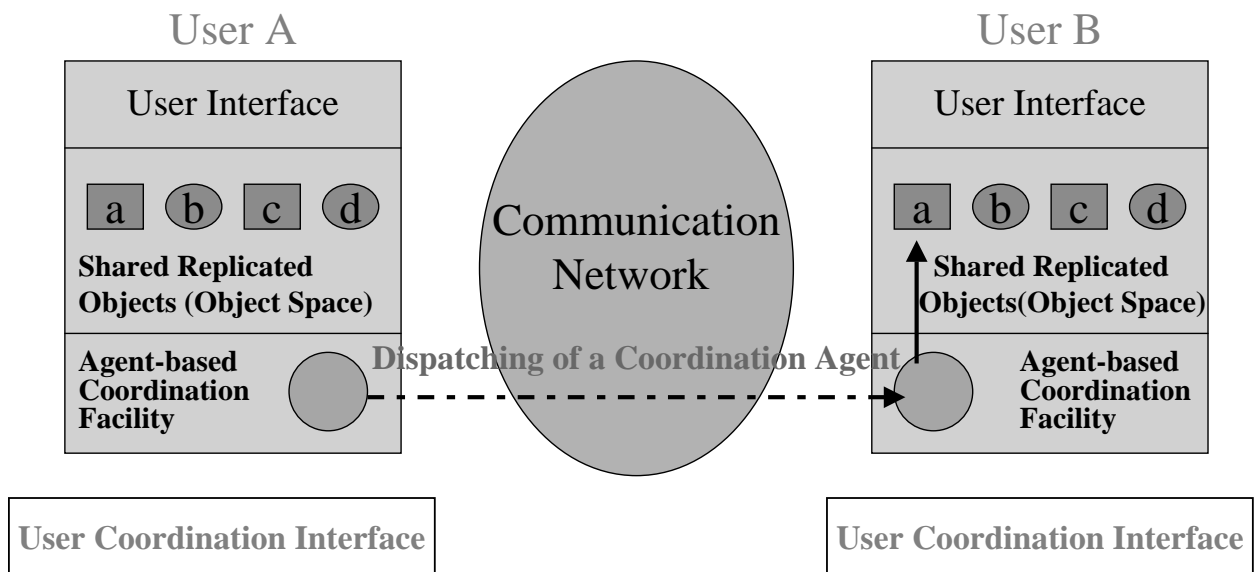 User A
User Interface
a b c d
Shared Replicated
Objects (Object Space)
Agent-based
Coordination
Facility
User Coordination Interface
Communication
Network
Dispatching of a Coordination Agent
User B
User Interface
a b c d
Shared Replicated
Objects(Object Space)
Agent-based
Coordination
Facility
User Coordination Interface